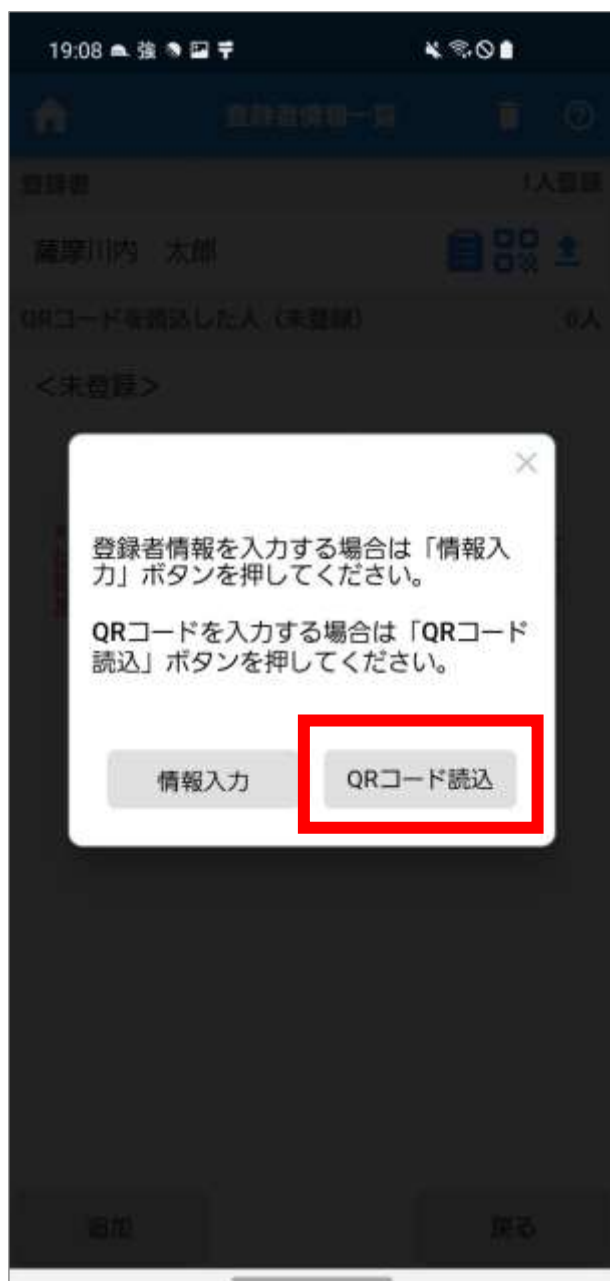 19:08 強
登録者情報一覧
登録者 1人登録
薩摩川内 太郎
QRコードを読込した人（未登録） 0人
＜未登録＞
登録者情報を入力する場合は「情報入
力」ボタンを押してください。
QRコードを入力する場合は「QRコード
読込」ボタンを押してください。
情報入力 QRコード読込
追加 戻る